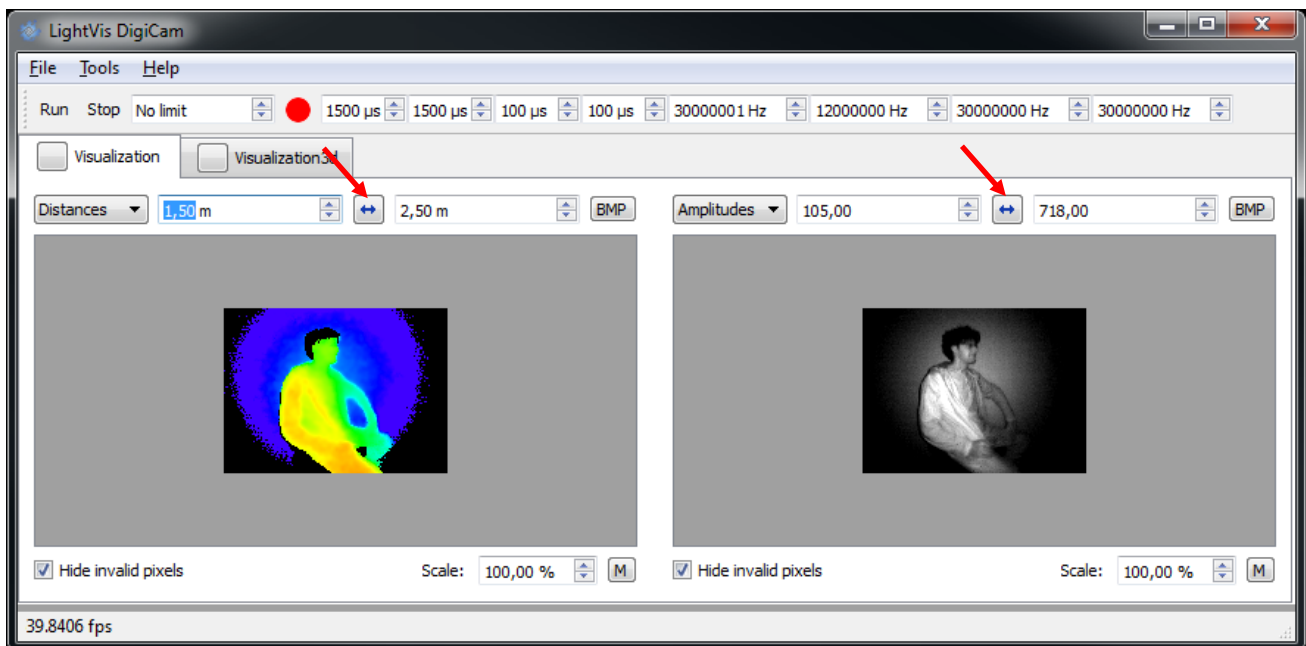 LightVis DigiCam
File Tools Help
Run Stop No limit 1500 µs 1500 µs 100 µs 100 µs 30000001 Hz 12000000 Hz 30000000 Hz 30000000 Hz
Visualization Visualization3d
Distances 1,50 m 2,50 m BMP Amplitudes 105,00 718,00 BMP
Hide invalid pixels Scale: 100,00 % M Hide invalid pixels Scale: 100,00 % M
39.8406 fps